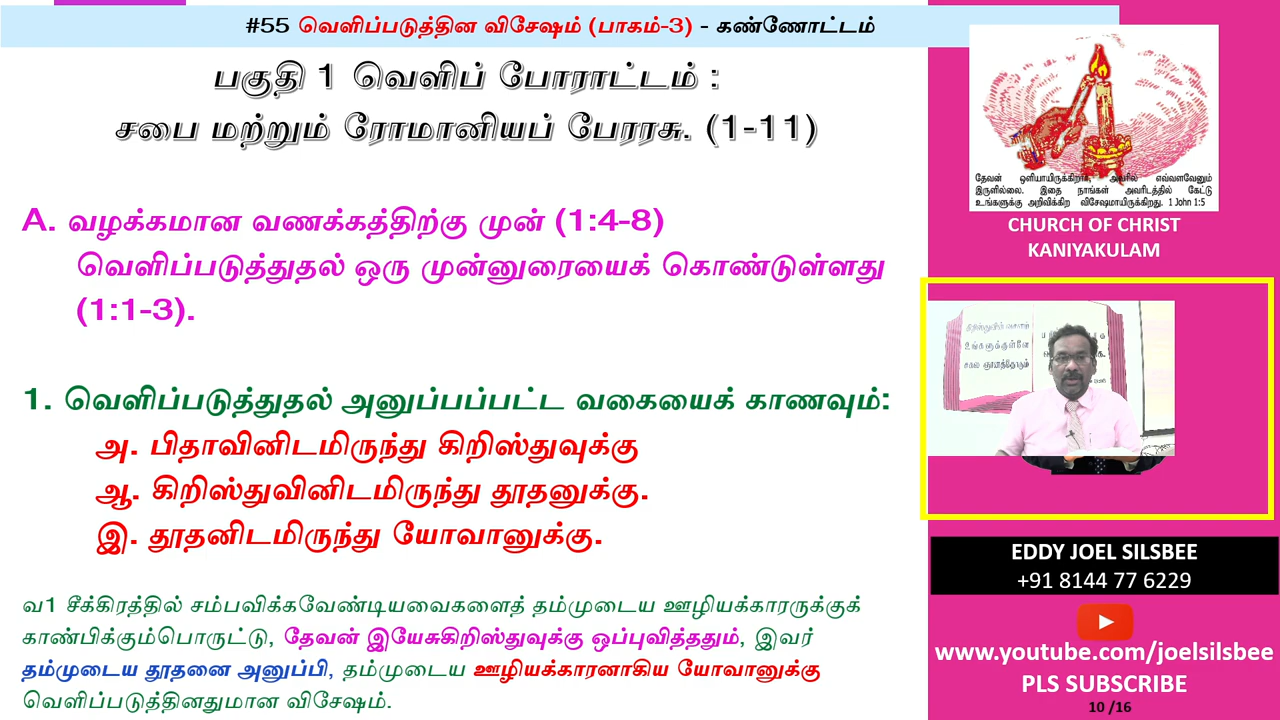 #55 வெளிப்படுத்தின விசேஷம் (பாகம்-3) - கண்ணோட்டம்
பகுதி 1 வெளிப் போராட்டம் :
சபை மற்றும் ரோமானியப் பேரரசு. (1-11)
A. வழக்கமான வணக்கத்திற்கு முன் (1:4-8)
வெளிப்படுத்துதல் ஒரு முன்னுரையைக் கொண்டுள்ளது
(1:1-3).
1. வெளிப்படுத்துதல் அனுப்பப்பட்ட வகையைக் காணவும்:
அ. பிதாவினிடமிருந்து கிறிஸ்துவுக்கு
ஆ. கிறிஸ்துவினிடமிருந்து தூதனுக்கு.
இ. தூதனிடமிருந்து யோவானுக்கு.
வ1 சீக்கிரத்தில் சம்பவிக்கவேண்டியவைகளைத் தம்முடைய ஊழியக்காரருக்குக்
காண்பிக்கும்பொருட்டு, தேவன் இயேசுகிறிஸ்துவுக்கு ஒப்புவித்ததும், இவர்
தம்முடைய தூதனை அனுப்பி, தம்முடைய ஊழியக்காரனாகிய யோவானுக்கு
வெளிப்படுத்தினதுமான விசேஷம்.
தேவன் ஒளியாயிருக்கிறார், அவரில் எவ்வளவேனும்
இருளில்லை. இதை நாங்கள் அவரிடத்தில் கேட்டு
உங்களுக்கு அறிவிக்கிற விசேஷமாயிருக்கிறது. 1 John 1:5
CHURCH OF CHRIST
KANIYAKULAM
கிறிஸ்துவின் வசனம்
உங்களுக்குள்ளே
சகல ஞானத்தோடும்
EDDY JOEL SILSBEE
+91 8144 77 6229
www.youtube.com/joelsilsbee
PLS SUBSCRIBE
10 /16